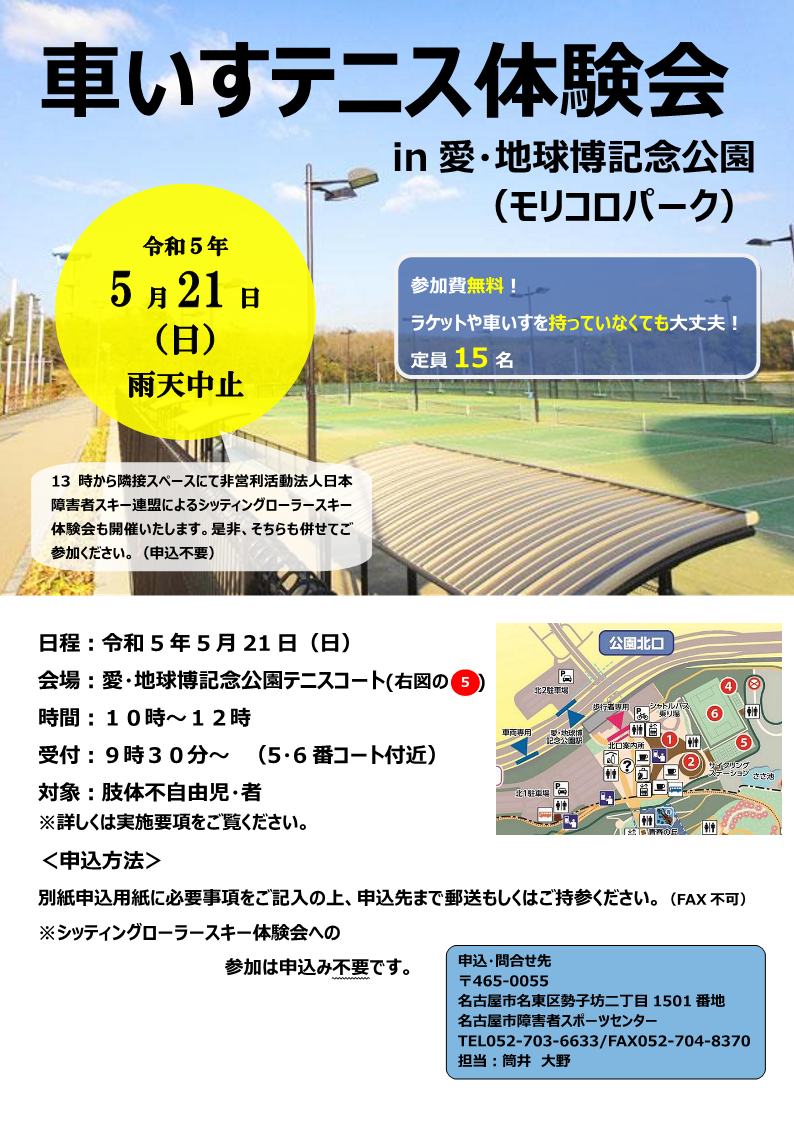 車いすテニス体験会
in 愛・地球博記念公園
（モリコロパーク）
令和５年
5 月 21 日
（日）
雨天中止
参加費無料！
ラケットや車いすを持っていなくても大丈夫！
定員 15 名
13 時から隣接スペースにて非営利活動法人日本
障害者スキー連盟によるシッティングローラースキー
体験会も開催いたします。是非、そちらも併せてご
参加ください。（申込不要）
日程：令和５年５月 21 日（日）
会場：愛・地球博記念公園テニスコート(右図の 5 )
時間：１０時～１２時
受付：９時３０分～　（5・6 番コート付近）
対象：肢体不自由児・者
※詳しくは実施要項をご覧ください。
公園北口
P
北2駐車場
歩行者専用
シャトルバス
乗り場
車両専用
愛・地球博
記念公園駅
北口案内所
4
6
5
1
2
?
サイクリング
ステーション
ささ池
北1駐車場
P
青春の丘
＜申込方法＞
別紙申込用紙に必要事項をご記入の上、申込先まで郵送もしくはご持参ください。（FAX 不可）
※シッティングローラースキー体験会への
参加は申込み不要です。
申込・問合せ先
〒465-0055
名古屋市名東区勢子坊二丁目 1501 番地
名古屋市障害者スポーツセンター
TEL052-703-6633/FAX052-704-8370
担当：筒井　大野